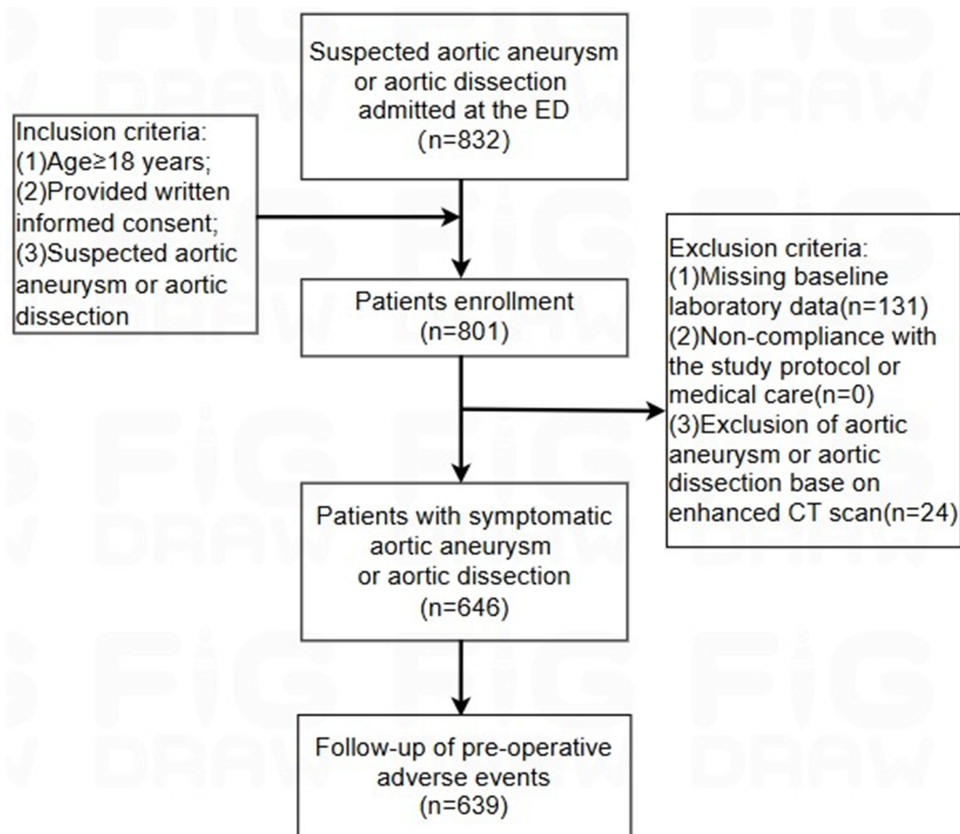 Suspected aortic aneurysm
or aortic dissection
admitted at the ED
(n=832)
Inclusion criteria:
(1)Age≥18 years;
(2)Provided written
informed consent;
(3)Suspected aortic
aneurysm or aortic
dissection
Patients enrollment
(n=801)
Exclusion criteria:
(1)Missing baseline
laboratory data(n=131)
(2)Non-compliance with
the study protocol or
medical care(n=0)
(3)Exclusion of aortic
aneurysm or aortic
dissection base on
enhanced CT scan(n=24)
Patients with symptomatic
aortic aneurysm
or aortic dissection
(n=646)
Follow-up of pre-operative
adverse events
(n=639)
FIG
DRAW